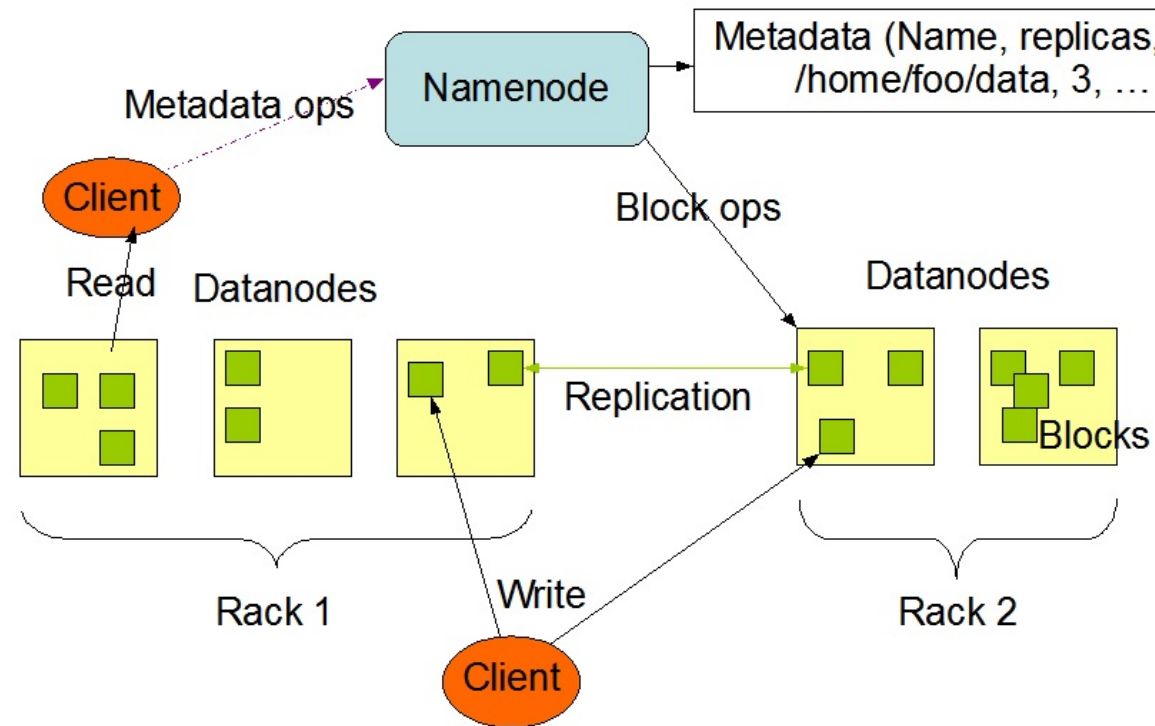 Metadata (Name, replicas,
/home/foo/data, 3, …
Namenode
Metadata ops
Client
Block ops
Read
Datanodes
Datanodes
Replication
Blocks
Rack 1
Write
Rack 2
Client